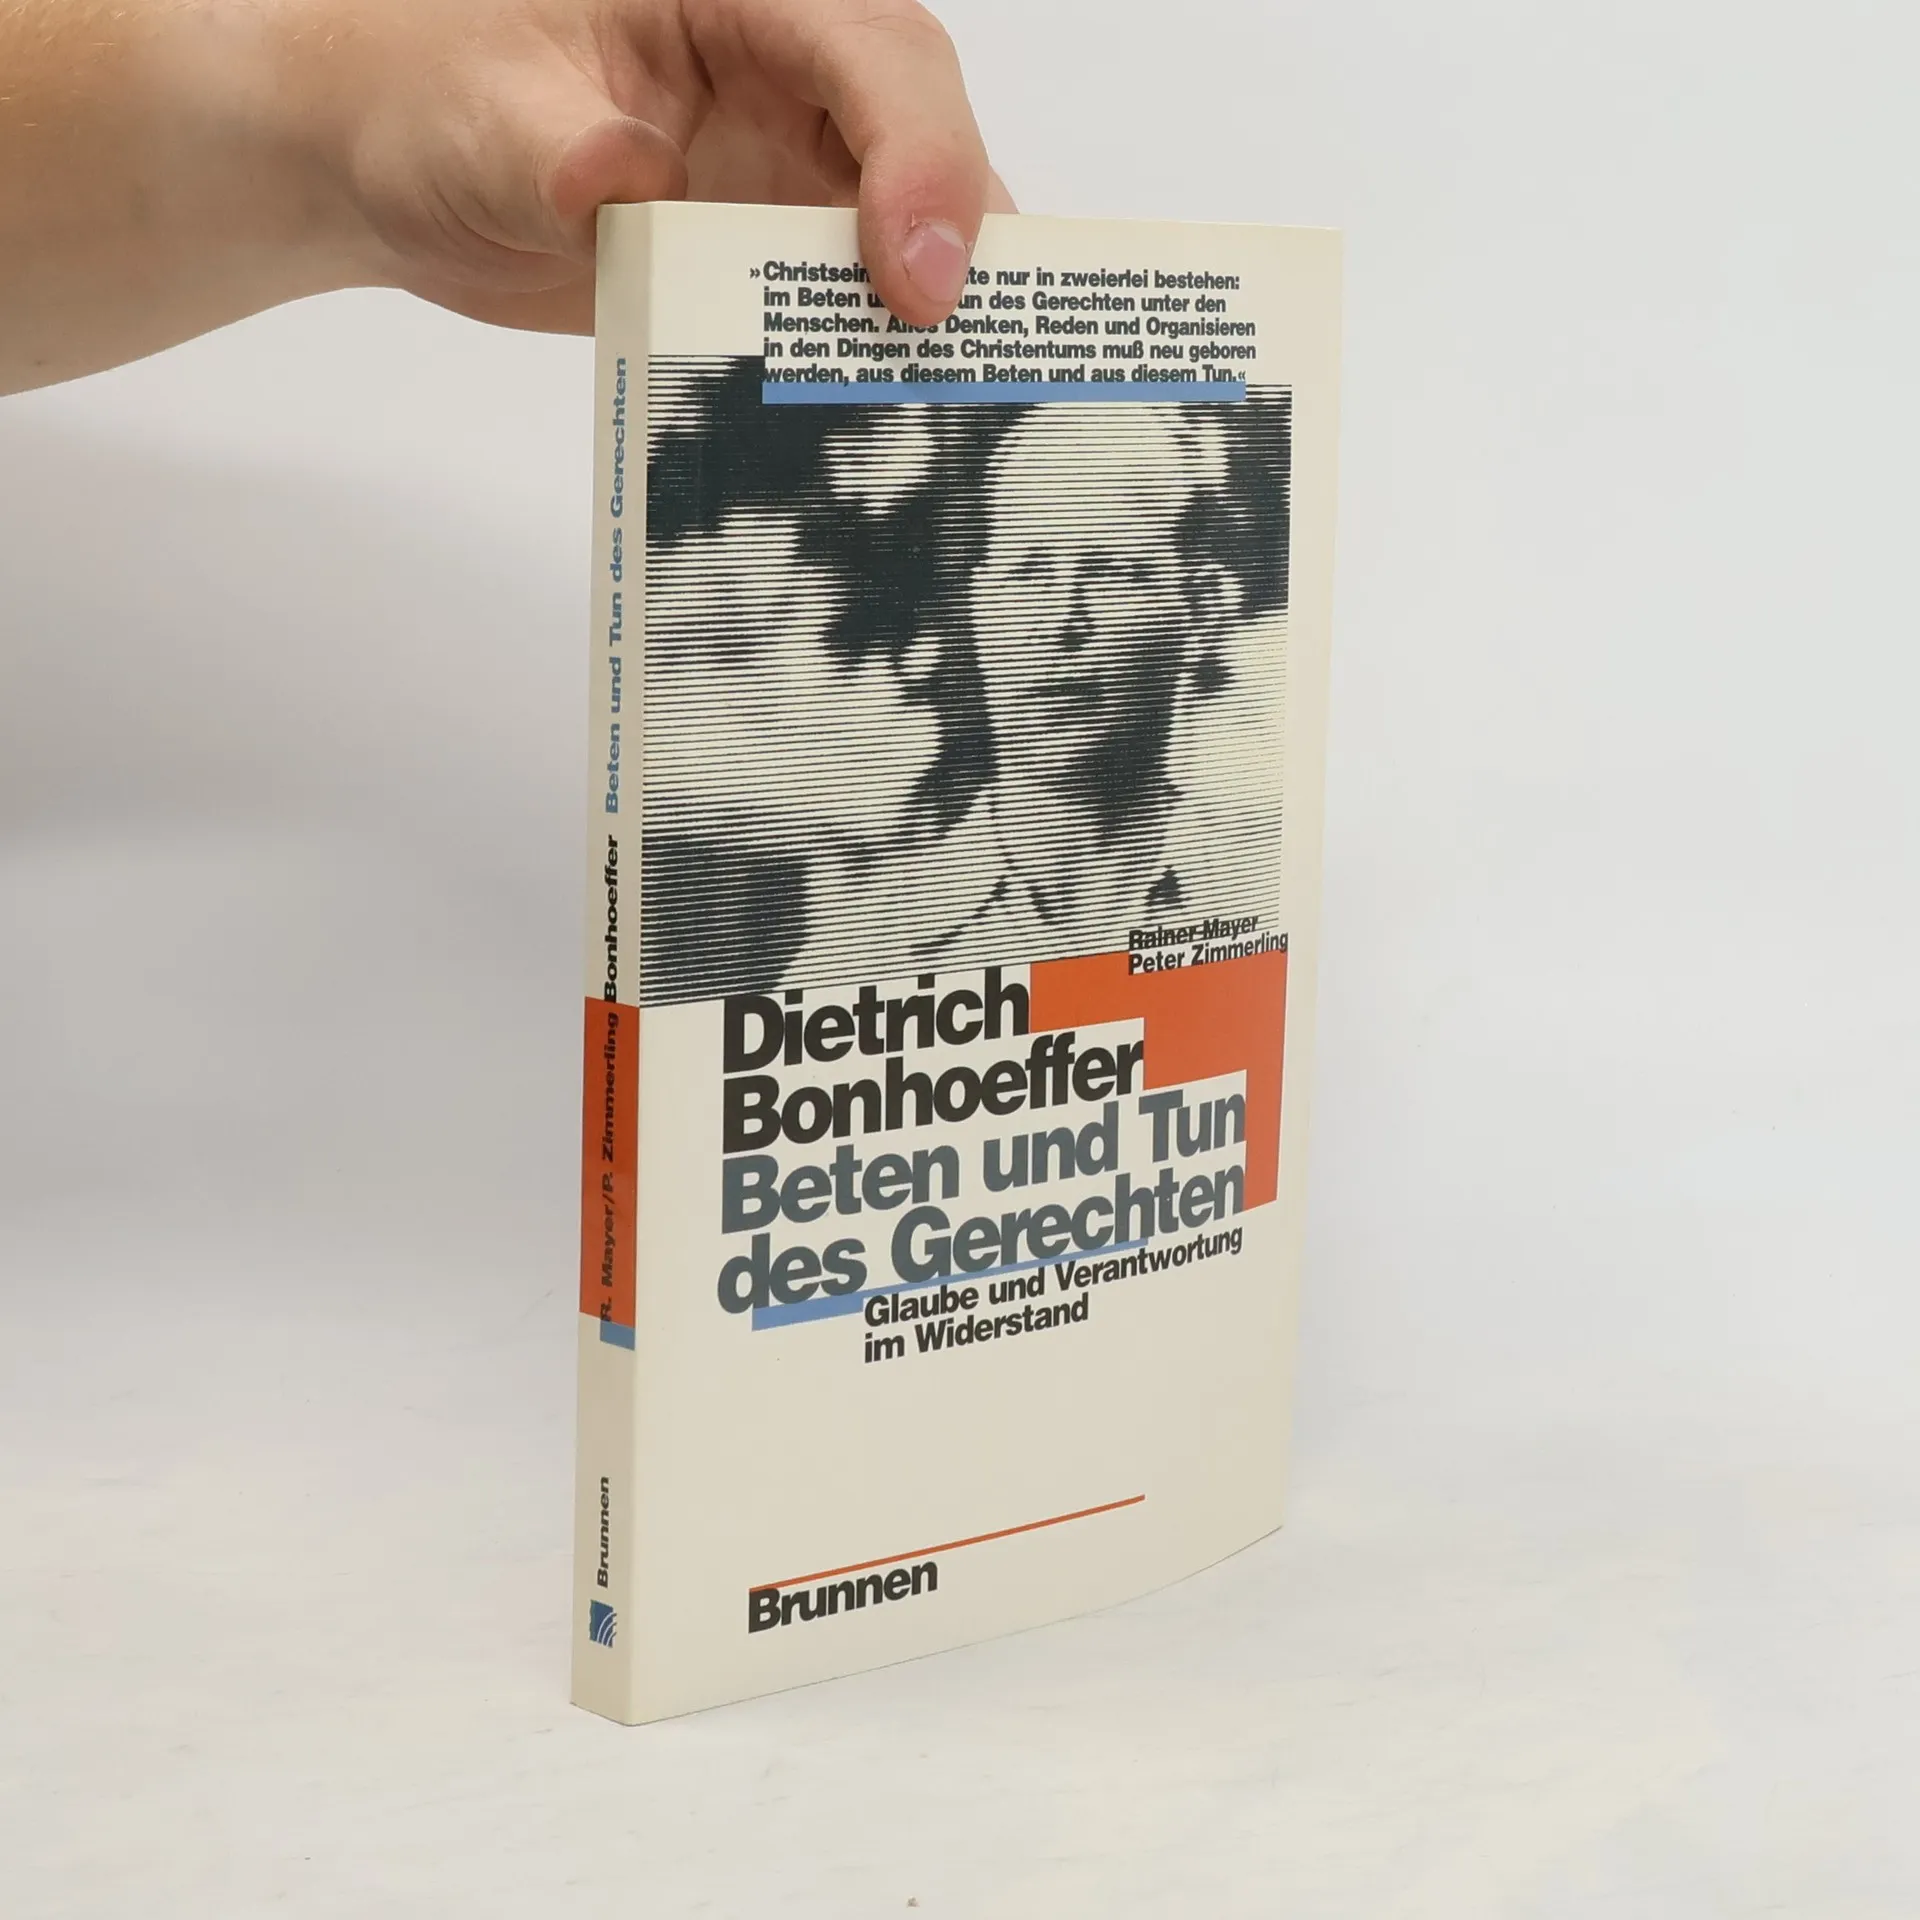 »Christsein nur in zweierlei bestehen:
im Beten des Gerechten unter den
Menschen. Alles Denken, Reden und Organisieren
in den Dingen des Christentums muß neu geboren
werden, aus diesem Beten und aus diesem Tun.«
Rainer Mayer
Peter Zimmerling
Dietrich
Bonhoeffer
Beten und Tun
des Gerechten
Glaube und Verantwortung
im Widerstand
Brunnen
R. Mayer/P. Zimmerling Bonhoeffer Beten und Tun des Gerechten
Brunnen